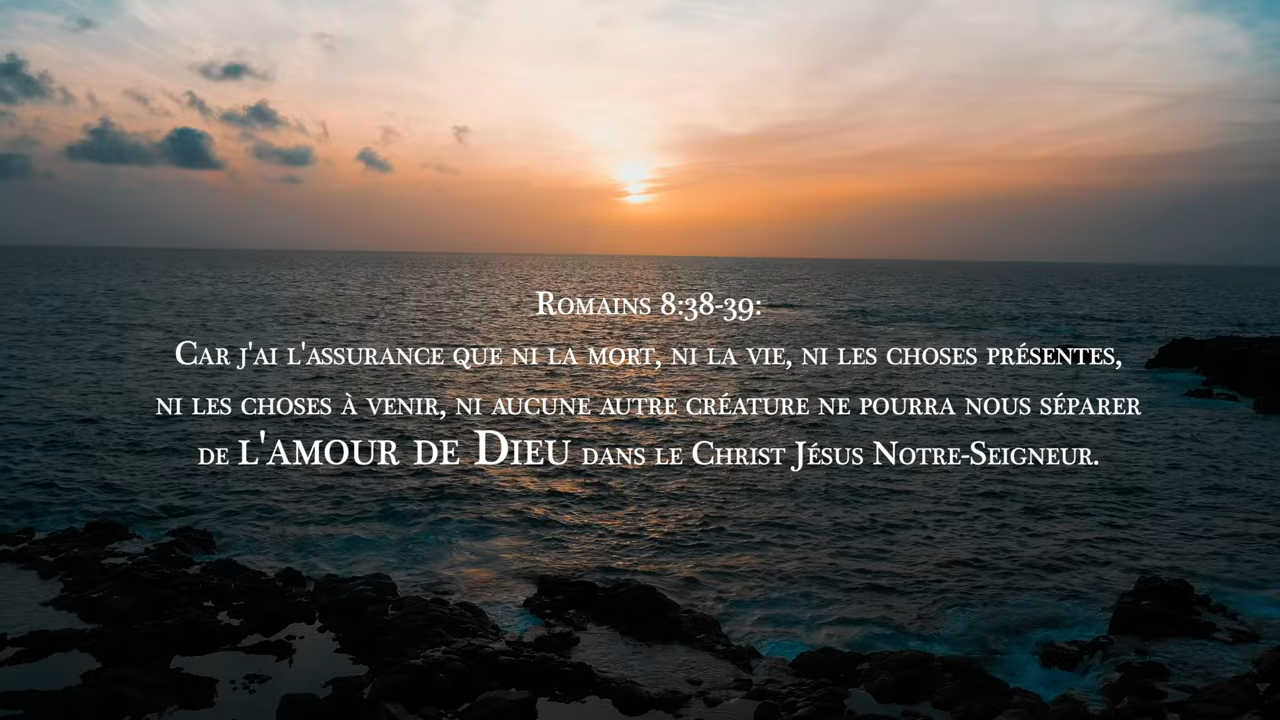 Romains 8:38-39:
Car j'ai l'assurance que ni la mort, ni la vie, ni les choses présentes,
ni les choses à venir, ni aucune autre créature ne pourra nous séparer
de l'amour de Dieu dans le Christ Jésus Notre-Seigneur.